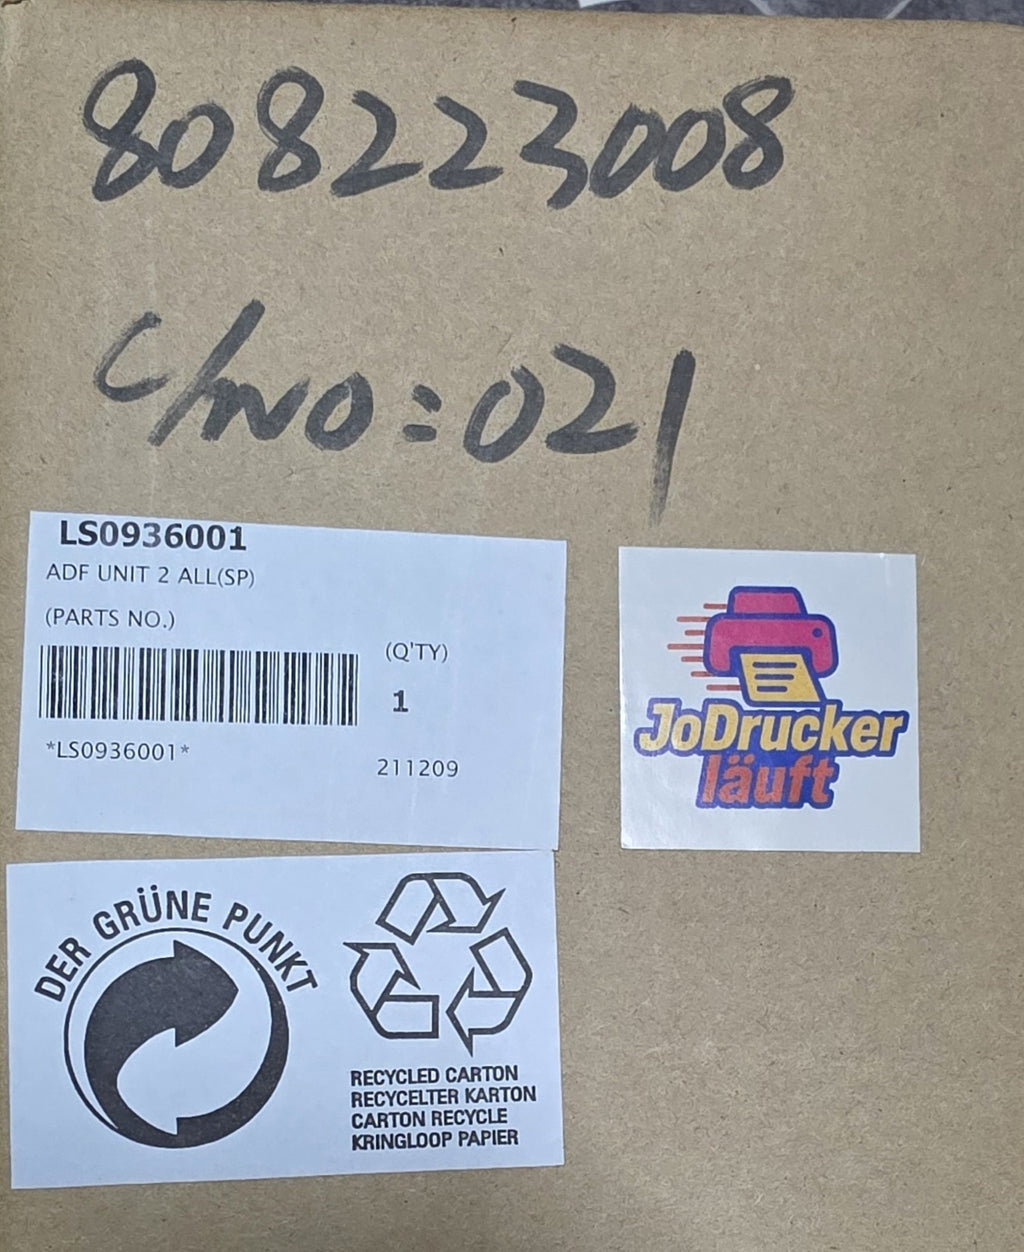 808223008
C/NO:021
LS0936001
ADF UNIT 2 ALL(SP)
(PARTS NO.)
(Q'TY)
1
*LS0936001*
211209
JoDrucker
läuft
DER GRÜNE PUNKT
RECYCLED CARTON
RECYCELTER KARTON
CARTON RECYCLE
KRINGLOOP PAPIER